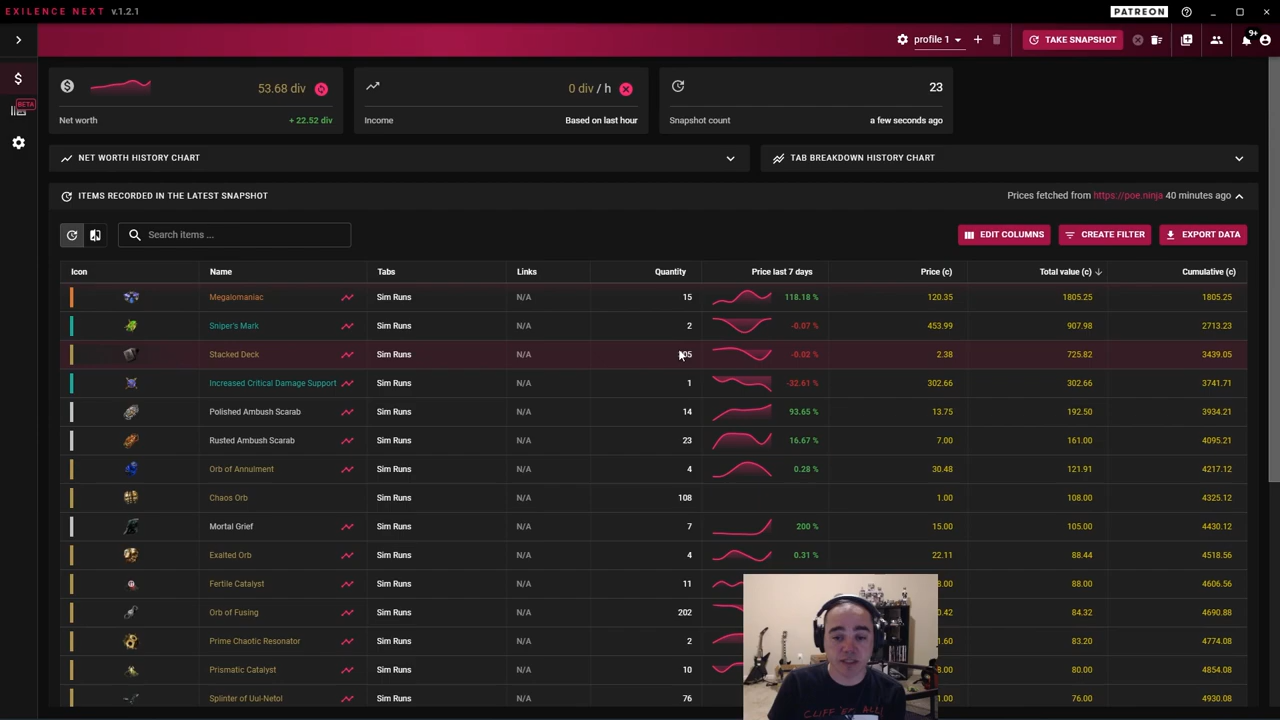 EXILENCE NEXT v.1.2.1 PATREON
profile 1 TAKE SNAPSHOT 9+
BETA
53.68 div
Net worth + 22.52 div
0 div / h
Income Based on last hour
23
Snapshot count a few seconds ago
NET WORTH HISTORY CHART
TAB BREAKDOWN HISTORY CHART
ITEMS RECORDED IN THE LATEST SNAPSHOT Prices fetched from https://poe.ninja 40 minutes ago
Search items ... EDIT COLUMNS CREATE FILTER EXPORT DATA
Icon Name Tabs Links Quantity Price last 7 days Price (c) Total value (c) Cumulative (c)
Megalomaniac Sim Runs N/A 15 118.18 % 120.35 1805.25 1805.25
Sniper's Mark Sim Runs N/A 2 -0.07 % 453.99 907.98 2713.23
Stacked Deck Sim Runs N/A -0.02 % 2.38 725.82 3439.05
Increased Critical Damage Support Sim Runs N/A 1 -32.61 % 302.66 302.66 3741.71
Polished Ambush Scarab Sim Runs N/A 14 93.65 % 13.75 192.50 3934.21
Rusted Ambush Scarab Sim Runs N/A 23 16.67 % 7.00 161.00 4095.21
Orb of Annulment Sim Runs N/A 4 0.28 % 30.48 121.91 4217.12
Chaos Orb Sim Runs N/A 108 1.00 108.00 4325.12
Mortal Grief Sim Runs N/A 7 200 % 15.00 105.00 4430.12
Exalted Orb Sim Runs N/A 4 0.31 % 22.11 88.44 4518.56
Fertile Catalyst Sim Runs N/A 11 88.00 4606.56
Orb of Fusing Sim Runs N/A 202 84.32 4690.88
Prime Chaotic Resonator Sim Runs N/A 2 83.20 4774.08
Prismatic Catalyst Sim Runs N/A 10 80.00 4854.08
Splinter of Uul-Netol Sim Runs N/A 76 76.00 4930.08
CLIFF 'EM ALL!